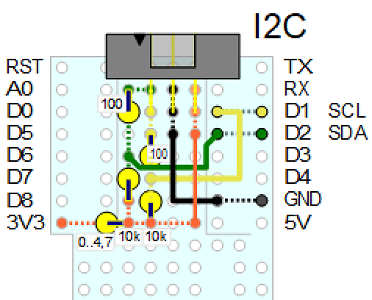 I2C
RST TX
A0 RX
100
D0 D1 SCL
D5 D2 SDA
D6 100 D3
D7 D4
D8 GND
3V3 5V
0..4,7 10k 10k